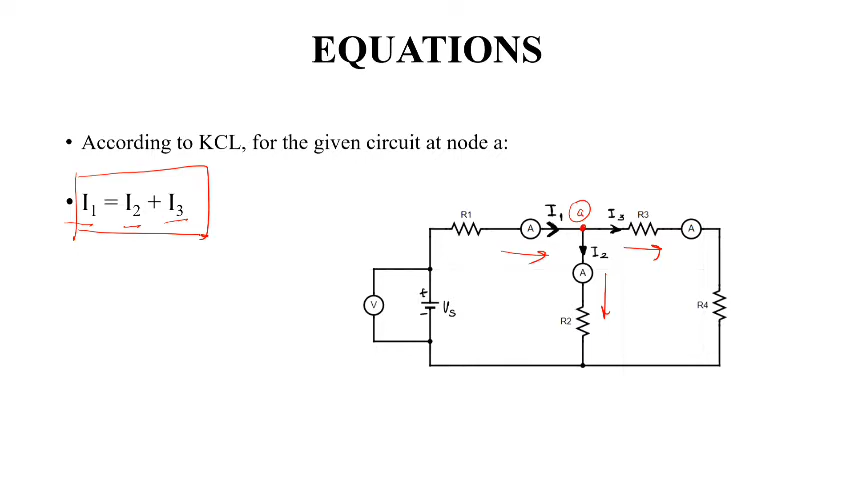 EQUATIONS
• According to KCL, for the given circuit at node a:
• I₁ = I₂ + I₃
I₁ a I₃ R3
R1
A
A
I₂
A
V
+
-
Vs
R2
R4